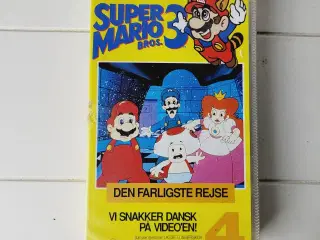 SUPER
MARIO 3
BROS.
DEN FARLIGSTE REJSE
VI SNAKKER DANSK
PÅ VIDEO'EN!
4